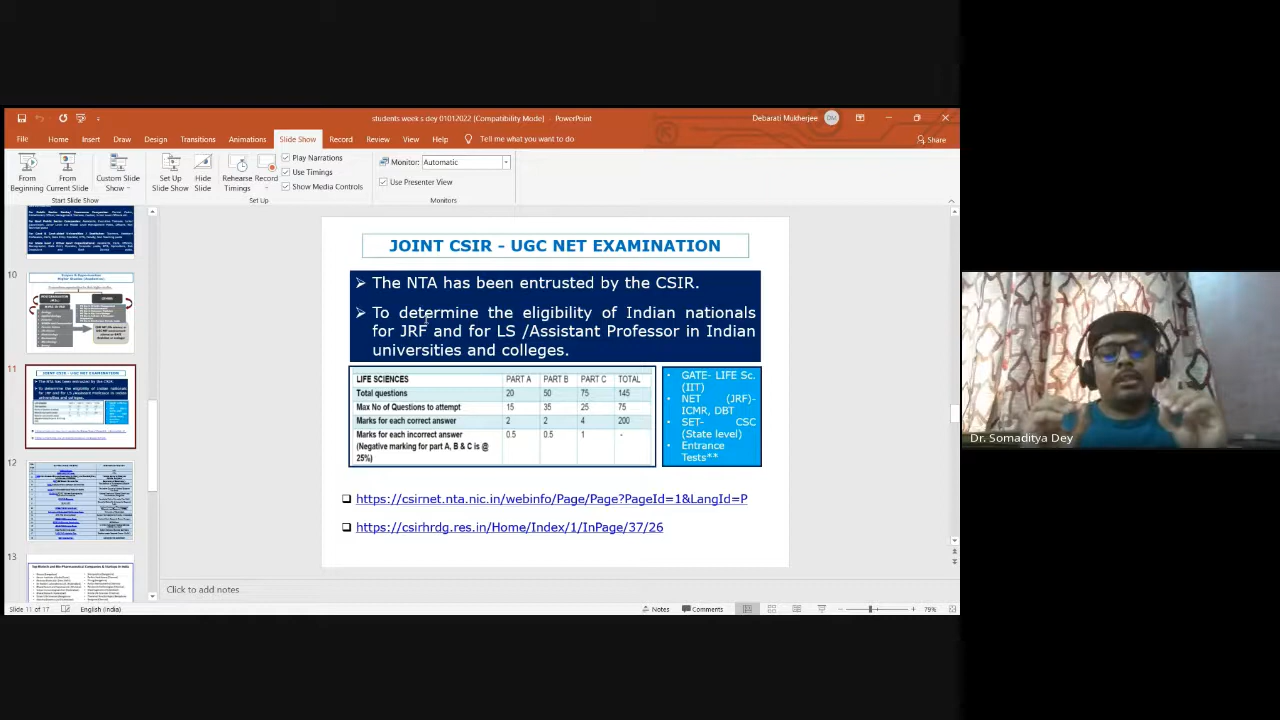 students week s dey 01012022 [Compatibility Mode] - PowerPoint
Debarati Mukherjee
DM
File Home Insert Draw Design Transitions Animations Slide Show Record Review View Help Tell me what you want to do
Share
From Beginning
From Current Slide
Custom Slide Show
Set Up Slide Show
Hide Slide
Rehearse Timings
Record
Play Narrations
Use Timings
Show Media Controls
Monitor: Automatic
Use Presenter View
Start Slide Show
Set Up
Monitors
10
11
12
13
JOINT CSIR - UGC NET EXAMINATION
The NTA has been entrusted by the CSIR.
To determine the eligibility of Indian nationals
for JRF and for LS /Assistant Professor in Indian
universities and colleges.
LIFE SCIENCES PART A PART B PART C TOTAL
Total questions 20 50 75 145
Max No of Questions to attempt 15 35 25 75
Marks for each correct answer 2 2 4 200
Marks for each incorrect answer 0.5 0.5 1 -
(Negative marking for part A, B & C is @
25%)
• GATE- LIFE Sc.
(IIT)
• NET (JRF)-
ICMR, DBT
• SET- CSC
(State level)
• Entrance
Tests**
https://csirnet.nta.nic.in/webinfo/Page/Page?PageId=1&LangId=P
https://csirhrdg.res.in/Home/Index/1/InPage/37/26
Click to add notes
Slide 11 of 17
English (India)
Notes
Comments
79%
Dr. Somaditya Dey